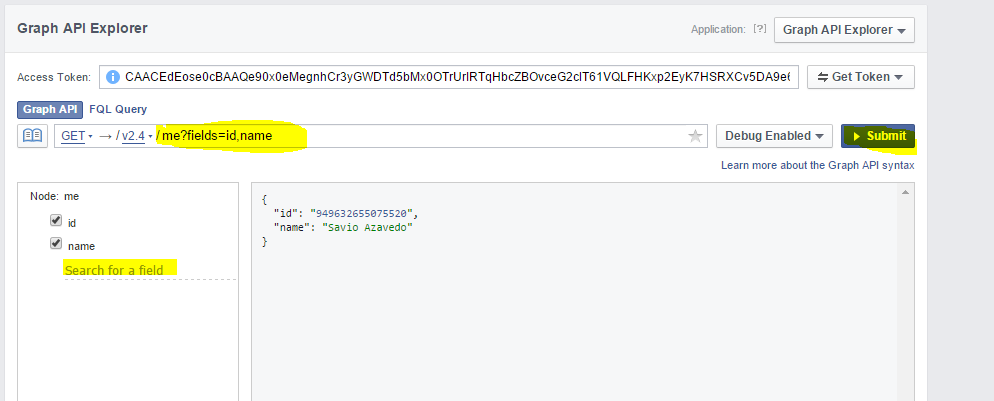 Graph API Explorer
Application: [?] Graph API Explorer
Access Token: CAACEdEose0cBAAQe90x0eMegnhCr3yGWDTd5bMx0OTrUrlRTqHbcZBOvceG2clT61VQLFHKxp2EyK7HSRXCv5DA9e6 Get Token
Graph API FQL Query
GET → / v2.4 / me?fields=id,name Debug Enabled Submit
Learn more about the Graph API syntax
Node: me
id
name
Search for a field
{
"id": "949632655075520",
"name": "Savio Azavedo"
}